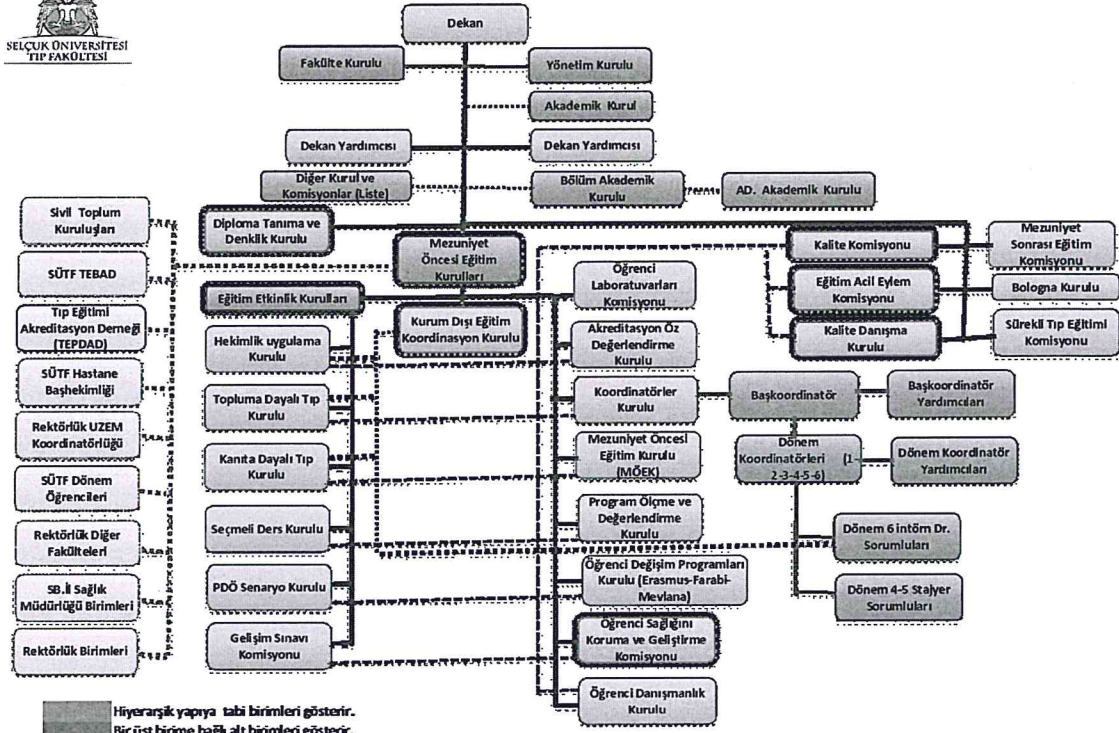 SELÇUK ÜNİVERSİTESİ
TIP FAKÜLTESİ
Dekan
Fakülte Kurulu
Yönetim Kurulu
Akademik Kurul
Dekan Yardımcısı
Dekan Yardımcısı
Diğer Kurul ve
Komisyonlar (Liste)
Bölüm Akademik
Kurulu
AD. Akademik Kurulu
Sivil Toplum
Kuruluşları
SÜTF TEBAD
Tıp Eğitimi
Akreditasyon Derneği
(TEPDAD)
SÜTF Hastane
Başhekimliği
Rektörlük UZEM
Koordinatörlüğü
SÜTF Dönem
Öğrencileri
Rektörlük Diğer
Fakülteleri
SB.İl Sağlık
Müdürlüğü Birimleri
Rektörlük Birimleri
Diploma Tanıma ve
Denklik Kurulu
Mezuniyet
Öncesi Eğitim
Kurulları
Eğitim Etkinlik Kurulları
Kurum Dışı Eğitim
Koordinasyon Kurulu
Hekimlik uygulama
Kurulu
Topluma Dayalı Tıp
Kurulu
Kanıta Dayalı Tıp
Kurulu
Seçmeli Ders Kurulu
PDÖ Senaryo Kurulu
Gelişim Sınavı
Komisyonu
Öğrenci
Laboratuvarları
Komisyonu
Akreditasyon Öz
Değerlendirme
Kurulu
Koordinatörler
Kurulu
Mezuniyet Öncesi
Eğitim Kurulu
(MÖEK)
Program Ölçme ve
Değerlendirme
Kurulu
Öğrenci Değişim Programları
Kurulu (Erasmus-Farabi-
Mevlana)
Öğrenci Sağlığını
Koruma ve Geliştirme
Komisyonu
Öğrenci Danışmanlık
Kurulu
Kalite Komisyonu
Eğitim Acil Eylem
Komisyonu
Kalite Danışma
Kurulu
Mezuniyet
Sonrası Eğitim
Komisyonu
Bologna Kurulu
Sürekli Tıp Eğitimi
Komisyonu
Başkoordinatör
Başkoordinatör
Yardımcıları
Dönem
Koordinatörleri (1-
2-3-4-5-6)
Dönem Koordinatör
Yardımcıları
Dönem 6 intörn Dr.
Sorumluları
Dönem 4-5 Stajyer
Sorumluları
Hiyerarşik yapıya tabi birimleri gösterir.
Bir üst birime bağlı alt birimleri gösterir.